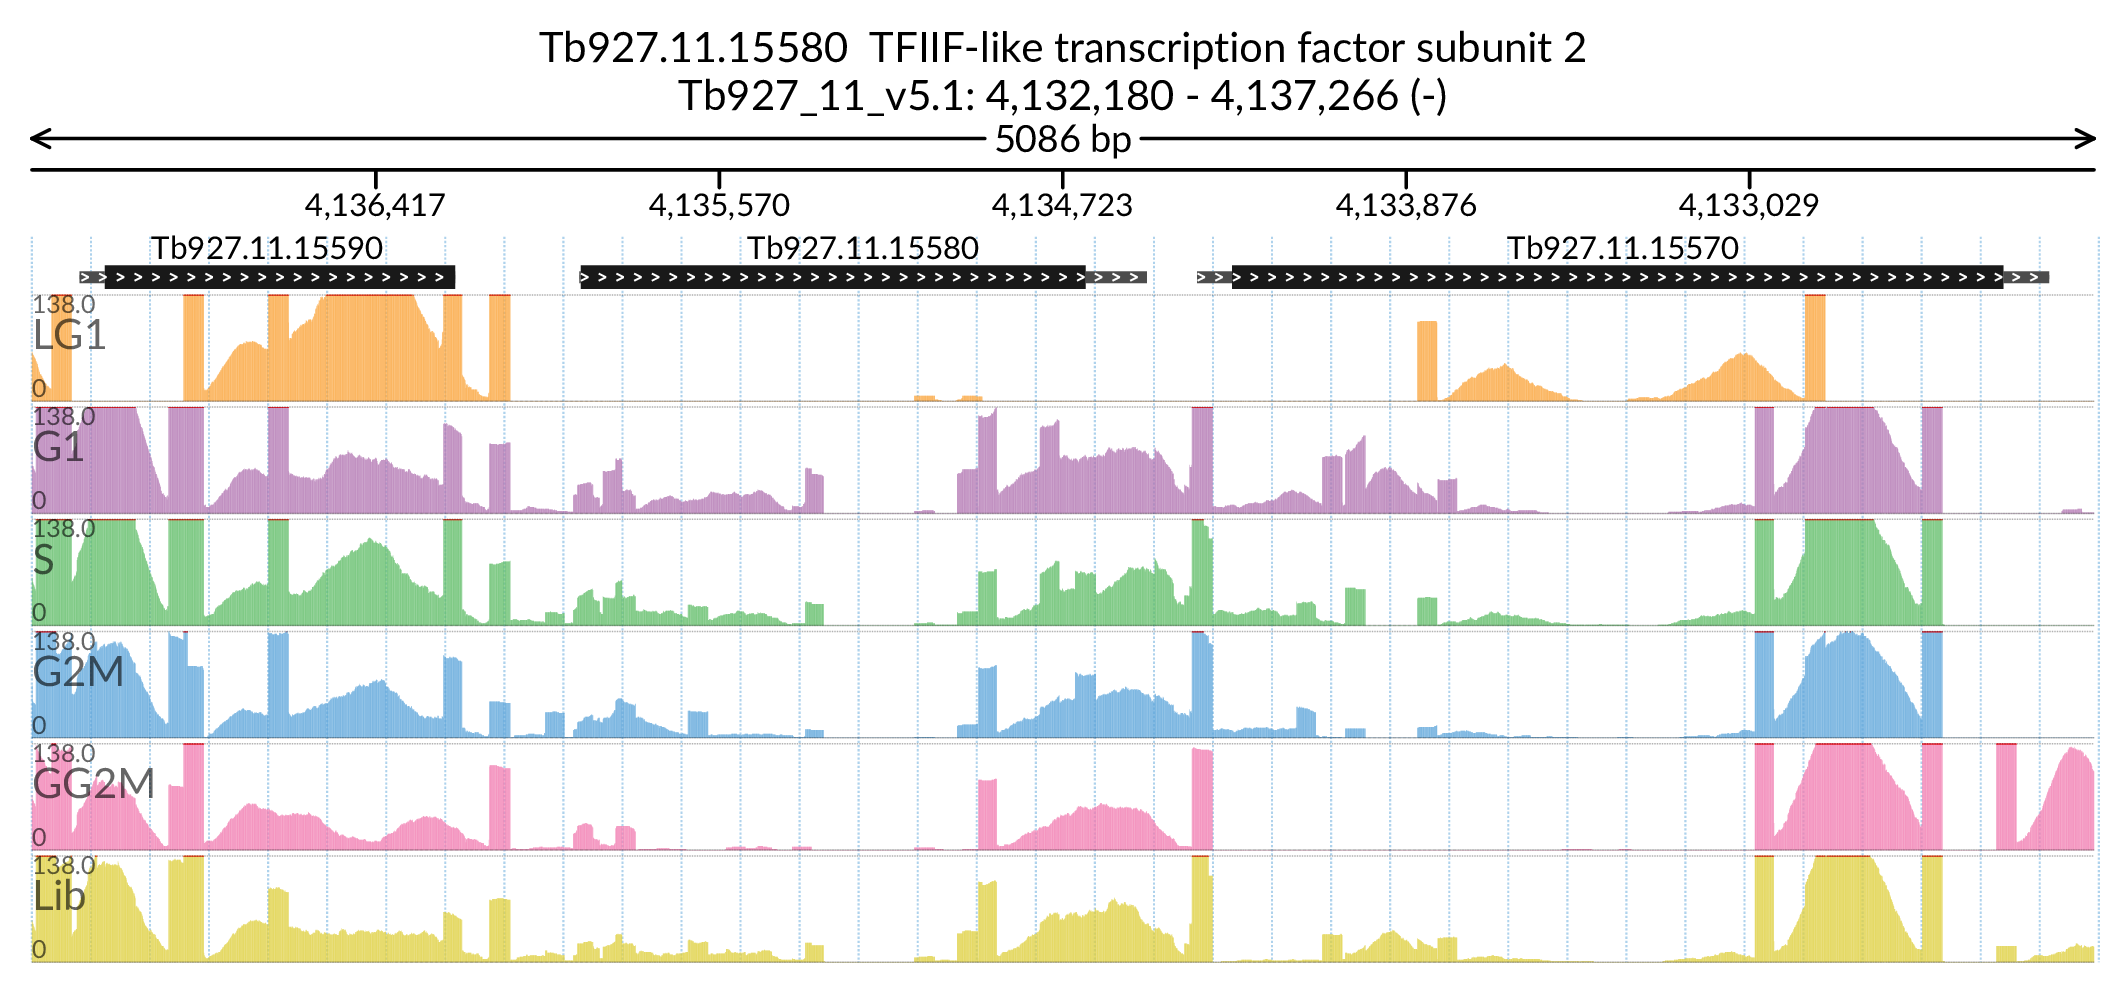 Tb927.11.15580  TFIIF-like transcription factor subunit 2
Tb927_11_v5.1: 4,132,180 - 4,137,266 (-)
5086 bp
4,136,417 4,135,570 4,134,723 4,133,876 4,133,029
Tb927.11.15590 Tb927.11.15580 Tb927.11.15570
138.0
LG1
0
138.0
G1
0
138.0
S
0
138.0
G2M
0
138.0
GG2M
0
138.0
Lib
0